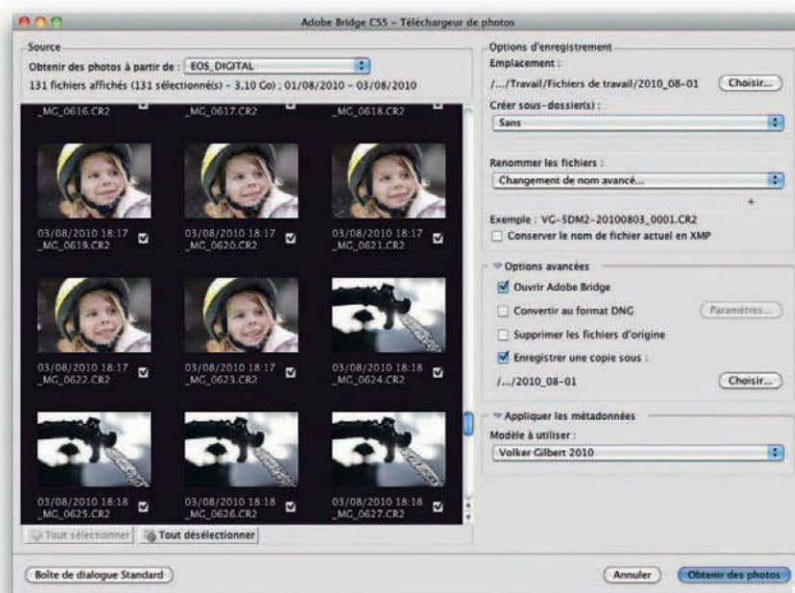 Adobe Bridge CS5 – Téléchargeur de photos
Source
Obtenir des photos à partir de : EOS_DIGITAL
131 fichiers affichés (131 sélectionné(s) – 3,10 Go) ; 01/08/2010 – 03/08/2010
_MG_0616.CR2 _MG_0617.CR2 _MG_0618.CR2
03/08/2010 18:17 03/08/2010 18:17 03/08/2010 18:17
_MG_0619.CR2 _MG_0620.CR2 _MG_0621.CR2
03/08/2010 18:17 03/08/2010 18:17 03/08/2010 18:18
_MG_0622.CR2 _MG_0623.CR2 _MG_0624.CR2
03/08/2010 18:18 03/08/2010 18:18 03/08/2010 18:18
_MG_0625.CR2 _MG_0626.CR2 _MG_0627.CR2
Tout sélectionner Tout désélectionner
Boîte de dialogue Standard
Options d'enregistrement
Emplacement :
/.../Travail/Fichiers de travail/2010_08-01 Choisir...
Créer sous-dossier(s) :
Sans
Renommer les fichiers :
Changement de nom avancé...
+
Exemple : VG-5DM2-20100803_0001.CR2
Conserver le nom de fichier actuel en XMP
Options avancées
Ouvrir Adobe Bridge
Convertir au format DNG Paramètres...
Supprimer les fichiers d'origine
Enregistrer une copie sous :
/.../2010_08-01 Choisir...
Appliquer les métadonnées
Modèle à utiliser :
Volker Gilbert 2010
Annuler Obtenir des photos